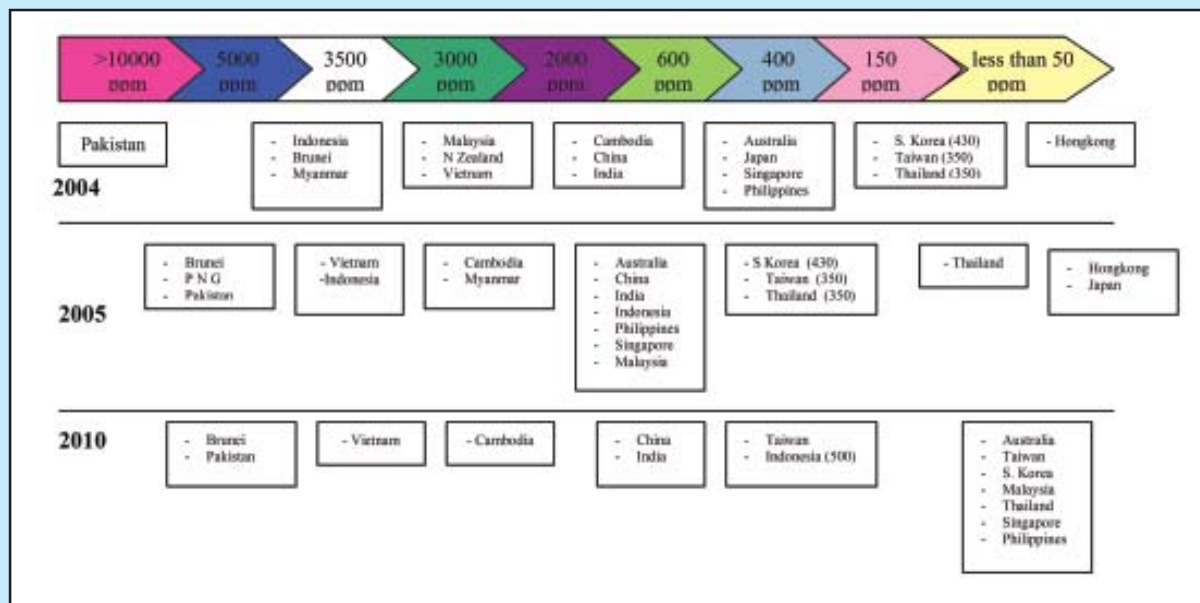 >10000 ppm
5000 ppm
3500 ppm
3000 ppm
2000 ppm
600 ppm
400 ppm
150 ppm
less than 50 ppm
2004
Pakistan
- Indonesia
- Brunei
- Myanmar
- Malaysia
- N Zealand
- Vietnam
- Cambodia
- China
- India
- Australia
- Japan
- Singapore
- Philippines
- S. Korea (430)
- Taiwan (350)
- Thailand (350)
- Hongkong
2005
- Brunei
- P N G
- Pakistan
- Vietnam
-Indonesia
- Cambodia
- Myanmar
- Australia
- China
- India
- Indonesia
- Philippines
- Singapore
- Malaysia
- S Korea (430)
- Taiwan (350)
- Thailand (350)
- Thailand
- Hongkong
- Japan
2010
- Brunei
- Pakistan
- Vietnam
- Cambodia
- China
- India
- Taiwan
- Indonesia (500)
- Australia
- Taiwan
- S. Korea
- Malaysia
- Thailand
- Singapore
- Philippines